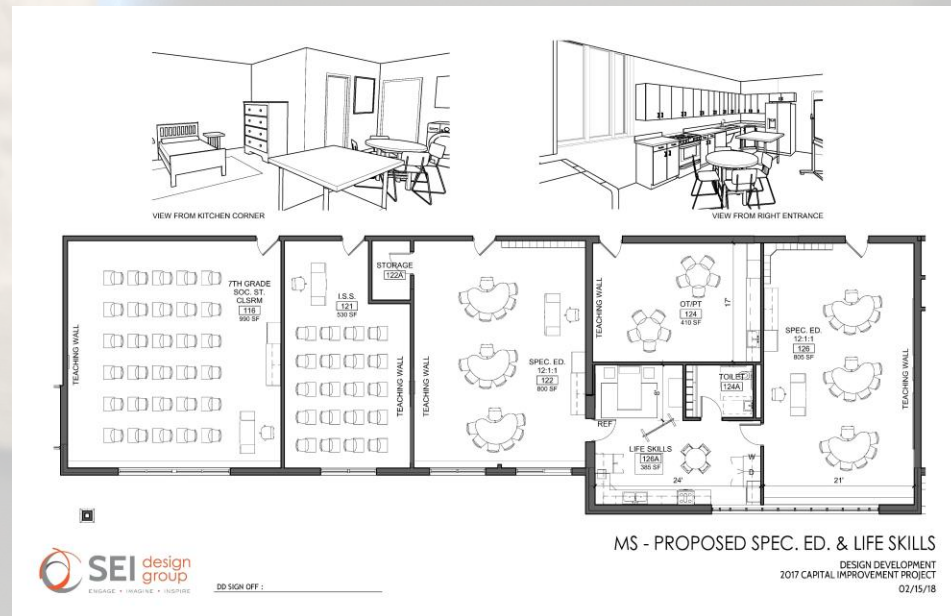 VIEW FROM KITCHEN CORNER
VIEW FROM RIGHT ENTRANCE
TEACHING WALL
7TH GRADE
SOC. ST.
CLSRM
116
990 SF
I.S.S.
121
530 SF
TEACHING WALL
STORAGE
122A
TEACHING WALL
SPEC. ED.
12:1:1
122
800 SF
TEACHING WALL
OT/PT
124
410 SF
17'
TOILET
124A
8'
REF
LIFE SKILLS
126A
385 SF
24'
W
SPEC. ED.
12:1:1
126
805 SF
TEACHING WALL
21'
MS - PROPOSED SPEC. ED. & LIFE SKILLS
DESIGN DEVELOPMENT
2017 CAPITAL IMPROVEMENT PROJECT
02/15/18
SEI design
group
ENGAGE • IMAGINE • INSPIRE
DD SIGN OFF :